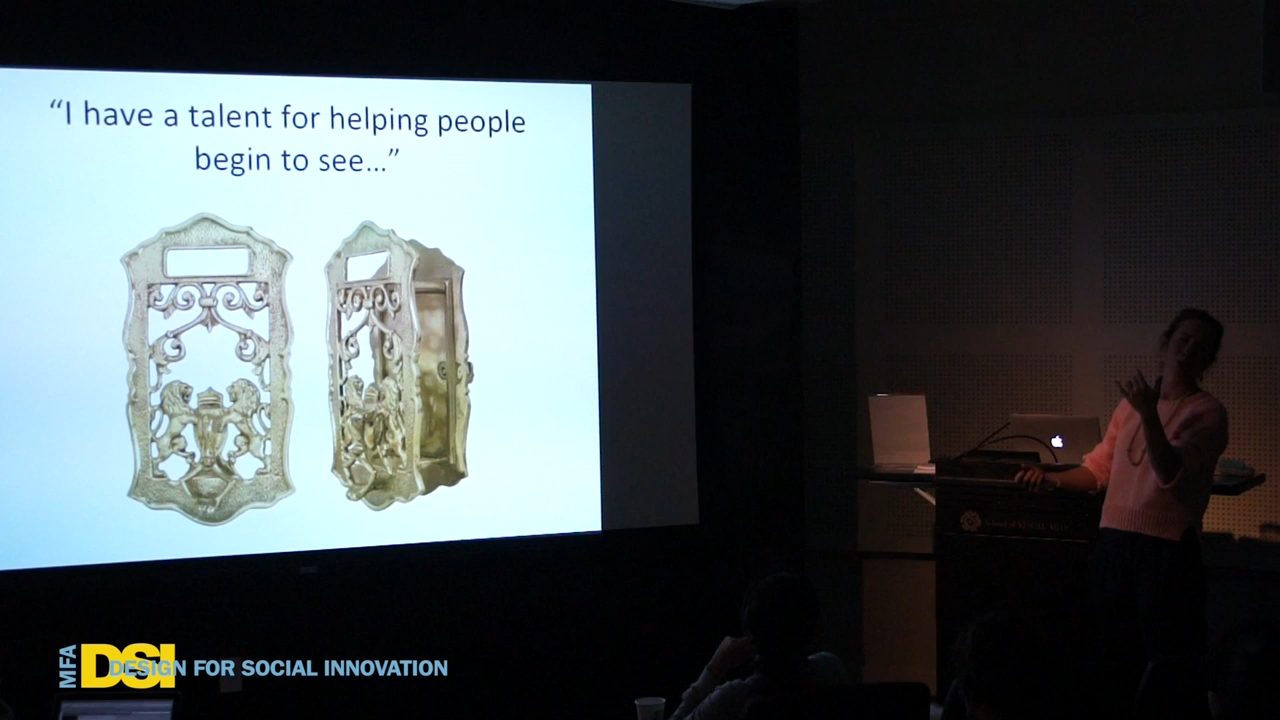 “I have a talent for helping people
begin to see...”
MFA
DSI
DESIGN FOR SOCIAL INNOVATION